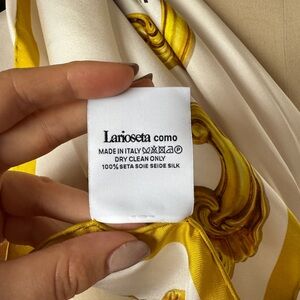 Larioseta como
MADE IN ITALY
DRY CLEAN ONLY
100% SETA SOIE SEIDE SILK